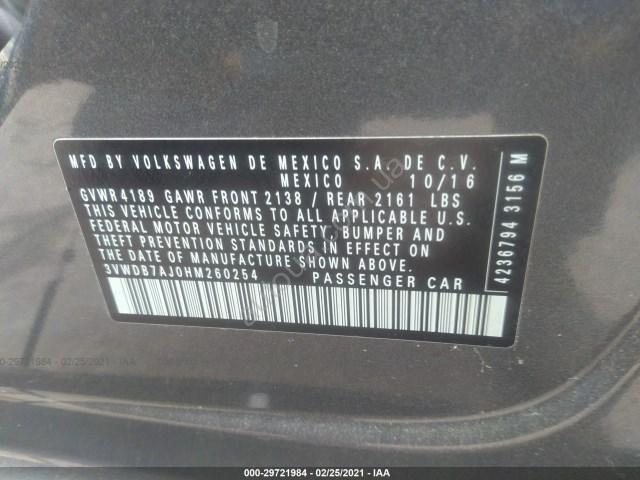 MFD BY VOLKSWAGEN DE MEXICO S.A. DE C.V.
MEXICO 10/16
GVWR 4189 GAWR FRONT 2138 / REAR 2161 LBS
THIS VEHICLE CONFORMS TO ALL APPLICABLE U.S.
FEDERAL MOTOR VEHICLE SAFETY, BUMPER AND
THEFT PREVENTION STANDARDS IN EFFECT ON
THE DATE OF MANUFACTURE SHOWN ABOVE.
3VWDB7AJ0HM260254 PASSENGER CAR
4236794 3156 M
000-29721984 / 02/25/2021 - IAA